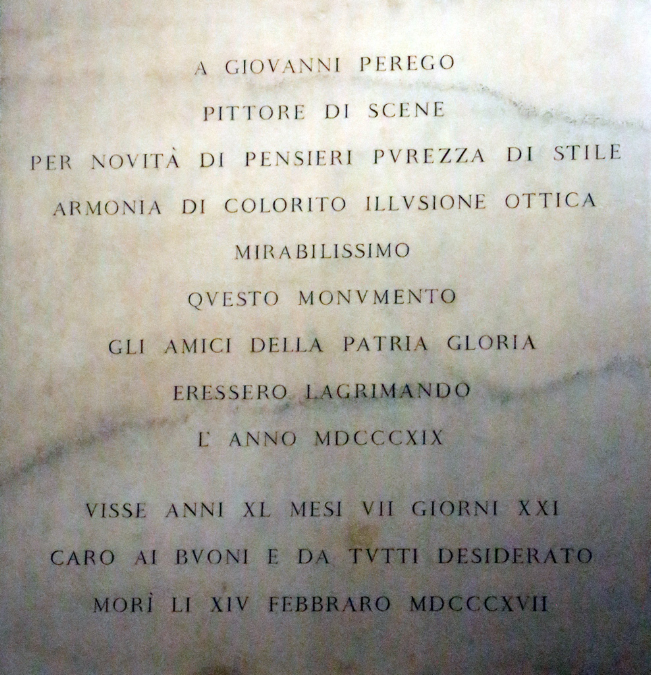 A GIOVANNI PEREGO
PITTORE DI SCENE
PER NOVITÀ DI PENSIERI PVREZZA DI STILE
ARMONIA DI COLORITO ILLVSIONE OTTICA
MIRABILISSIMO
QVESTO MONVMENTO
GLI AMICI DELLA PATRIA GLORIA
ERESSERO LAGRIMANDO
L' ANNO MDCCCXIX
VISSE ANNI XL MESI VII GIORNI XXI
CARO AI BVONI E DA TVTTI DESIDERATO
MORÌ LI XIV FEBBRARO MDCCCXVII